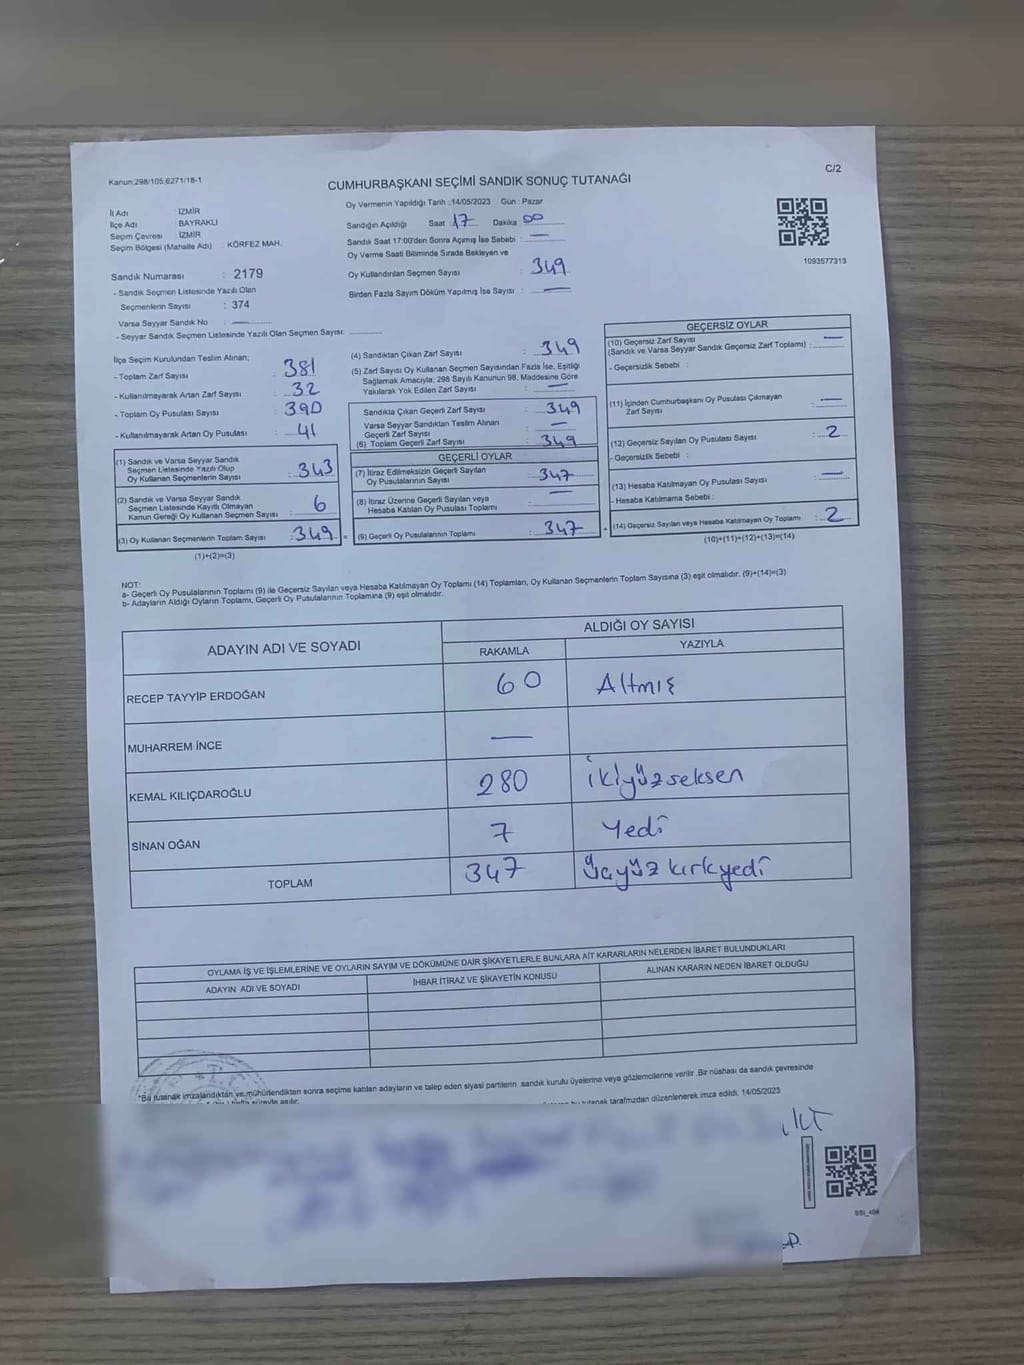 Kanun:298/105;6271/18-1
C/2
CUMHURBAŞKANI SEÇİMİ SANDIK SONUÇ TUTANAĞI
İl Adı : İZMİR
İlçe Adı : BAYRAKLI
Seçim Çevresi : İZMİR
Seçim Bölgesi (Mahalle Adı) : KÖRFEZ MAH.
Sandık Numarası : 2179
- Sandık Seçmen Listesinde Yazılı Olan
Seçmenlerin Sayısı : 374
Varsa Seyyar Sandık No : —
- Seyyar Sandık Seçmen Listesinde Yazılı Olan Seçmen Sayısı:
Oy Vermenin Yapıldığı Tarih : 14/05/2023 Gün : Pazar
Sandığın Açıldığı Saat : 17 Dakika 00
Sandık Saat 17:00'den Sonra Açımış İse Sebebi : —
Oy Verme Saati Bitiminde Sırada Bekleyen ve
Oy Kullandırılan Seçmen Sayısı : 349
Birden Fazla Sayım Döküm Yapılmış İse Sayısı : —
1093577313
İlçe Seçim Kurulundan Teslim Alınan;
- Toplam Zarf Sayısı : 381
- Kullanılmayarak Artan Zarf Sayısı : 32
- Toplam Oy Pusulası Sayısı : 390
- Kullanılmayarak Artan Oy Pusulası : 41
(1) Sandık ve Varsa Seyyar Sandık
Seçmen Listesinde Yazılı Olup
Oy Kullanan Seçmenlerin Sayısı : 343
(2) Sandık ve Varsa Seyyar Sandık
Seçmen Listesinde Kayıtlı Olmayan
Kanun Gereği Oy Kullanan Seçmen Sayısı : 6
(3) Oy Kullanan Seçmenlerin Toplam Sayısı : 349
(1)+(2)=(3)
(4) Sandıktan Çıkan Zarf Sayısı : 349
(5) Zarf Sayısı Oy Kullanan Seçmen Sayısından Fazla İse, Eşitliği
Sağlamak Amacıyla; 298 Sayılı Kanunun 98. Maddesine Göre
Yakılarak Yok Edilen Zarf Sayısı : —
Sandıkta Çıkan Geçerli Zarf Sayısı : 349
Varsa Seyyar Sandıktan Teslim Alınan
Geçerli Zarf Sayısı : —
(6) Toplam Geçerli Zarf Sayısı : 349
GEÇERLİ OYLAR
(7) İtiraz Edilmeksizin Geçerli Sayılan
Oy Pusulalarının Sayısı : 347
(8) İtiraz Üzerine Geçerli Sayılan veya
Hesaba Katılan Oy Pusulası Toplamı : —
(9) Geçerli Oy Pusulalarının Toplamı : 347
GEÇERSİZ OYLAR
(10) Geçersiz Zarf Sayısı
(Sandık ve Varsa Seyyar Sandık Geçersiz Zarf Toplamı) : —
- Geçersizlik Sebebi :
(11) İçinden Cumhurbaşkanı Oy Pusulası Çıkmayan
Zarf Sayısı : —
(12) Geçersiz Sayılan Oy Pusulası Sayısı : 2
- Geçersizlik Sebebi :
(13) Hesaba Katılmayan Oy Pusulası Sayısı : —
- Hesaba Katılmama Sebebi :
(14) Geçersiz Sayılan veya Hesaba Katılmayan Oy Toplamı : 2
(10)+(11)+(12)+(13)=(14)
NOT:
a- Geçerli Oy Pusulalarının Toplamı (9) ile Geçersiz Sayılan veya Hesaba Katılmayan Oy Toplamı (14) Toplamları, Oy Kullanan Seçmenlerin Toplam Sayısına (3) eşit olmalıdır. (9)+(14)=(3)
b- Adayların Aldığı Oyların Toplamı, Geçerli Oy Pusulalarının Toplamına (9) eşit olmalıdır.
ADAYIN ADI VE SOYADI ALDIĞI OY SAYISI
RAKAMLA YAZIYLA
RECEP TAYYİP ERDOĞAN 60 Altmış
MUHARREM İNCE —
KEMAL KILIÇDAROĞLU 280 ikiyüzseksen
SİNAN OĞAN 7 Yedi
TOPLAM 347 üçyüz kırkyedi
OYLAMA İŞ VE İŞLEMLERİNE VE OYLARIN SAYIM VE DÖKÜMÜNE DAİR ŞİKAYETLERLE BUNLARA AİT KARARLARIN NELERDEN İBARET BULUNDUKLARI
ADAYIN ADI VE SOYADI İHBAR İTİRAZ VE ŞİKAYETİN KONUSU ALINAN KARARIN NEDEN İBARET OLDUĞU
*Bu tutanak imzalandıktan ve mühürlendikten sonra seçime katılan adayların ve talep eden siyasi partilerin sandık kurulu üyelerine veya gözlemcilerine verilir. Bir nüshası da sandık çevresinde
bu tutanak tarafımızdan düzenlenerek imza edildi. 14/05/2023